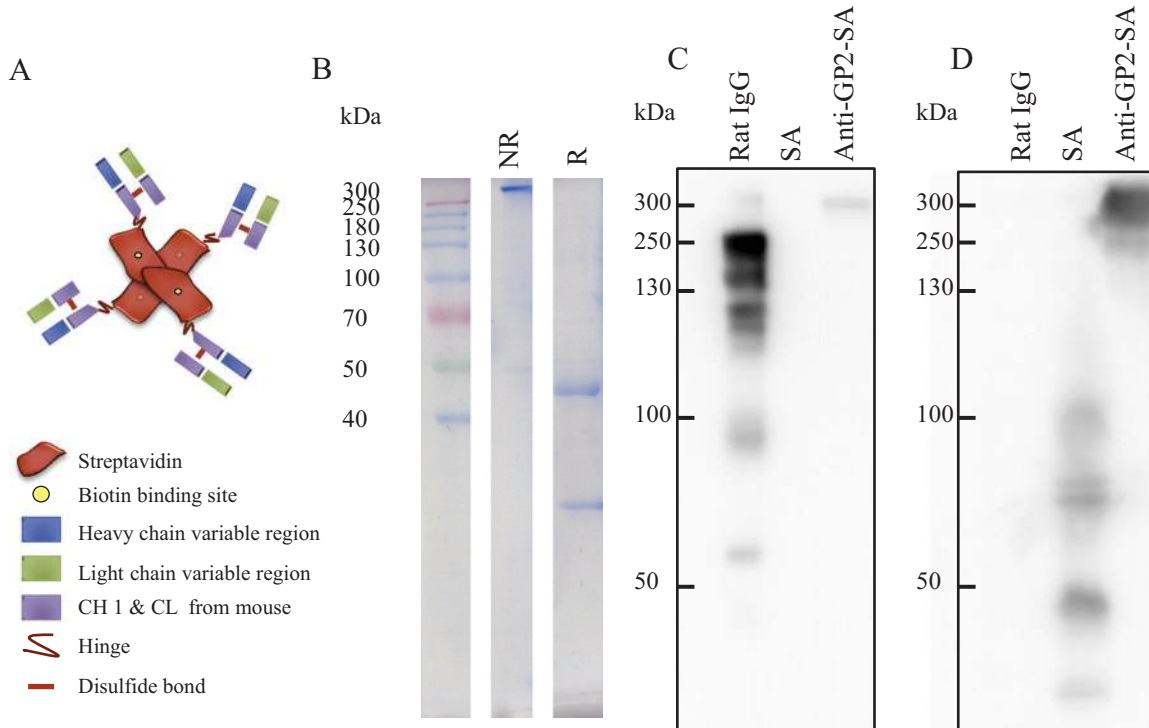 A
Streptavidin
Biotin binding site
Heavy chain variable region
Light chain variable region
CH 1 & CL from mouse
Hinge
Disulfide bond
B
kDa
NR
R
300
250
180
130
100
70
50
40
C
kDa
Rat IgG
SA
Anti-GP2-SA
300
250
130
100
50
D
kDa
Rat IgG
SA
Anti-GP2-SA
300
250
130
100
50